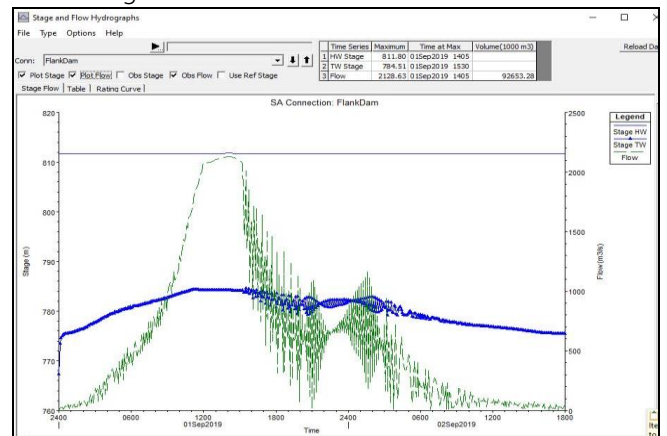 Stage and Flow Hydrographs
File Type Options Help
Time Series Maximum Time at Max Volume(1000 m3)
Reload Da
Conn: FlankDam
1 HW Stage 811.80 01Sep2019 1405
2 TW Stage 784.51 01Sep2019 1530
3 Flow 2128.63 01Sep2019 1405 92653.28
Plot Stage Plot Flow Obs Stage Obs Flow Use Ref Stage
Stage Flow Table Rating Curve
SA Connection: FlankDam
820
810
800
790
780
770
760
Stage (m)
2500
2000
1500
1000
500
0
Flow (m3/s)
Legend
Stage HW
Stage TW
Flow
2400 0600 1200 1800 2400 0600 1200 1800
01Sep2019 02Sep2019
Time
Ite
to